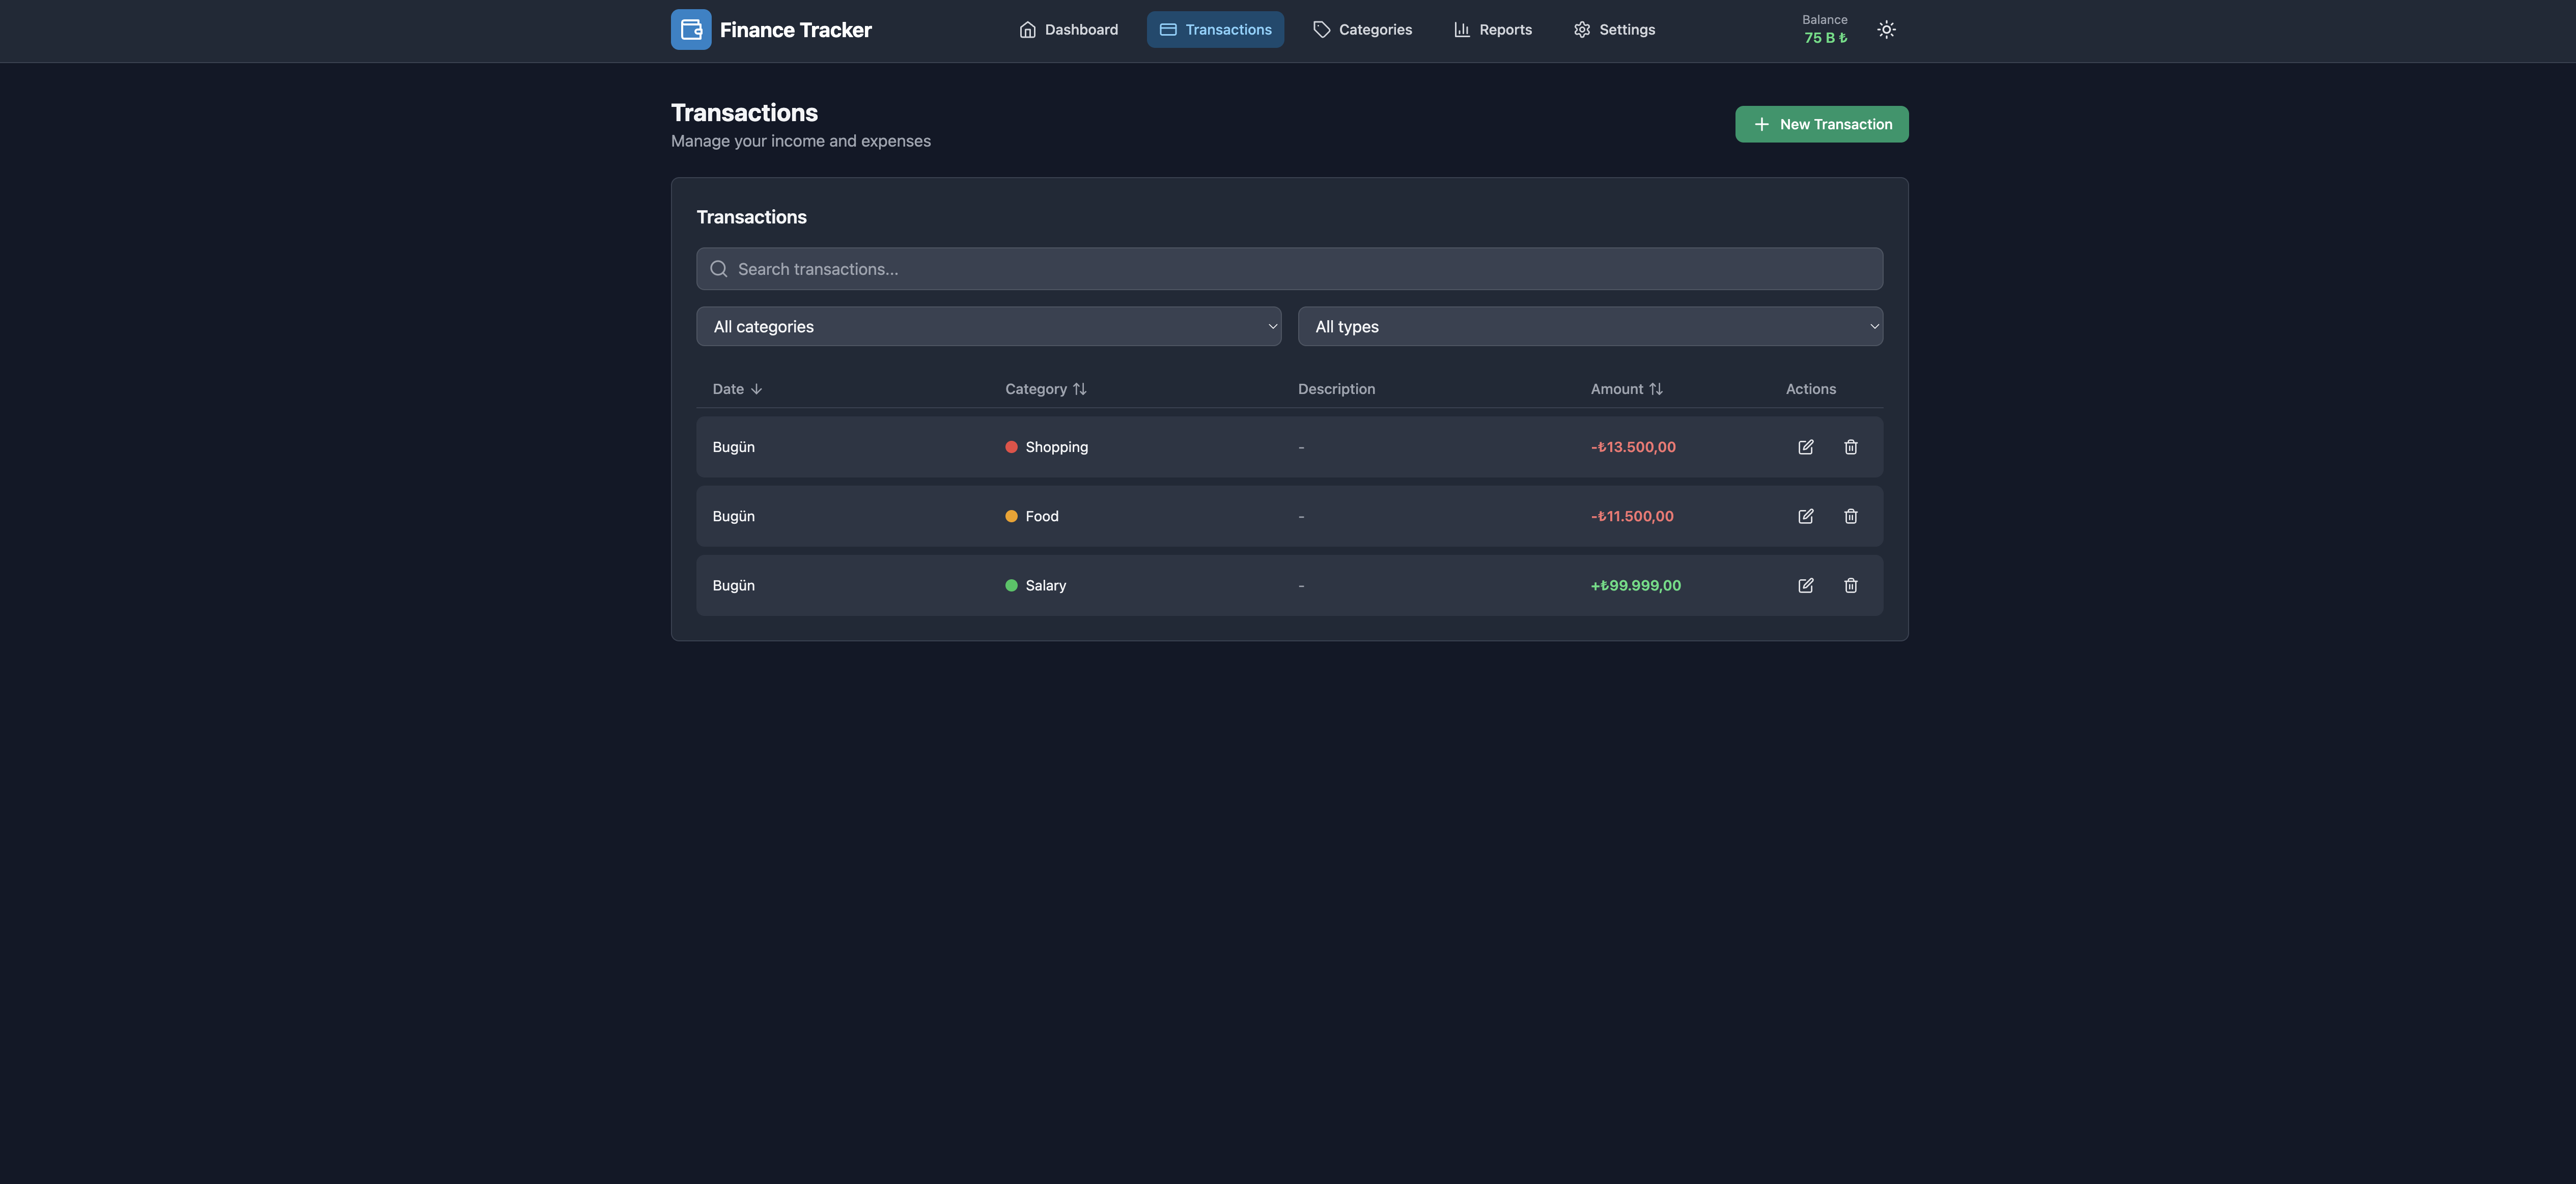 Finance Tracker
Dashboard
Transactions
Categories
Reports
Settings
Balance
75 B ₺
Transactions
Manage your income and expenses
New Transaction
Transactions
Search transactions...
All categories
All types
Date Category Description Amount Actions
Bugün Shopping - -₺13.500,00
Bugün Food - -₺11.500,00
Bugün Salary - +₺99.999,00